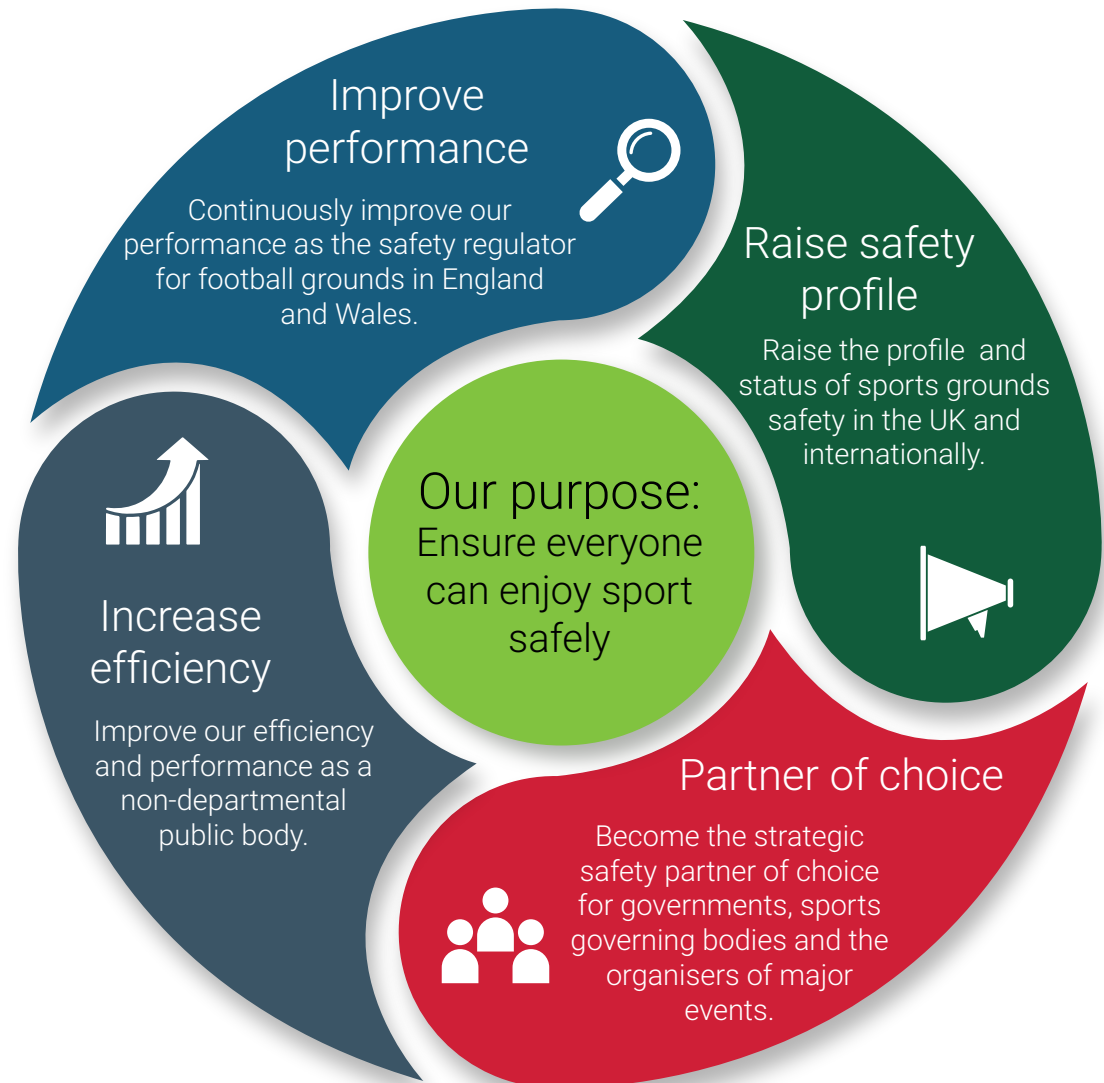 Improve
performance
Continuously improve our
performance as the safety regulator
for football grounds in England
and Wales.
Raise safety
profile
Raise the profile and
status of sports grounds
safety in the UK and
internationally.
Partner of choice
Become the strategic
safety partner of choice
for governments, sports
governing bodies and the
organisers of major
events.
Increase
efficiency
Improve our efficiency
and performance as a
non-departmental
public body.
Our purpose:
Ensure everyone
can enjoy sport
safely